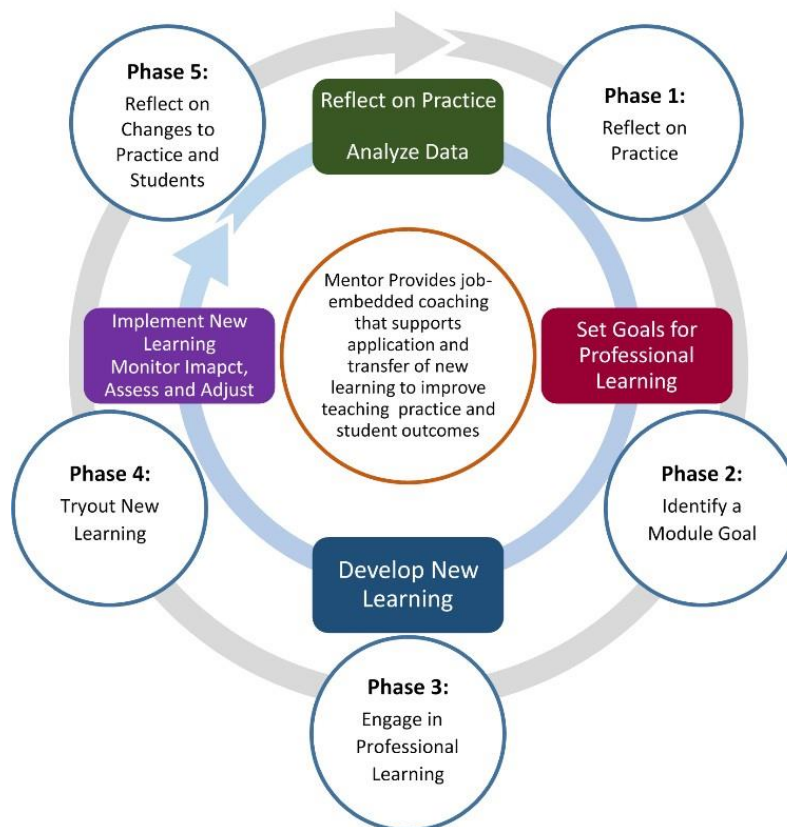 Phase 5:
Reflect on
Changes to
Practice and
Students
Reflect on Practice
Analyze Data
Phase 1:
Reflect on
Practice
Mentor Provides job-
embedded coaching
that supports
application and
transfer of new
learning to improve
teaching practice and
student outcomes
Implement New
Learning
Monitor Imapct,
Assess and Adjust
Set Goals for
Professional
Learning
Phase 4:
Tryout New
Learning
Phase 2:
Identify a
Module Goal
Develop New
Learning
Phase 3:
Engage in
Professional
Learning